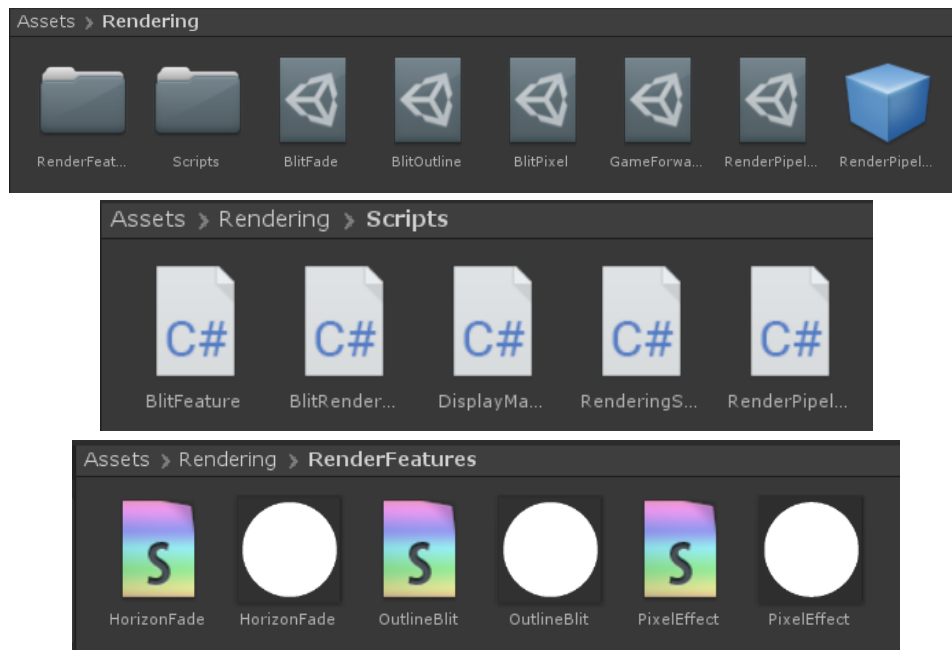 Assets > Rendering
RenderFeat... Scripts BlitFade BlitOutline BlitPixel GameForwa... RenderPipel... RenderPipel...
Assets > Rendering > Scripts
C# C# C# C# C#
BlitFeature BlitRender... DisplayMa... RenderingS... RenderPipel...
Assets > Rendering > RenderFeatures
S S S
HorizonFade HorizonFade OutlineBlit OutlineBlit PixelEffect PixelEffect